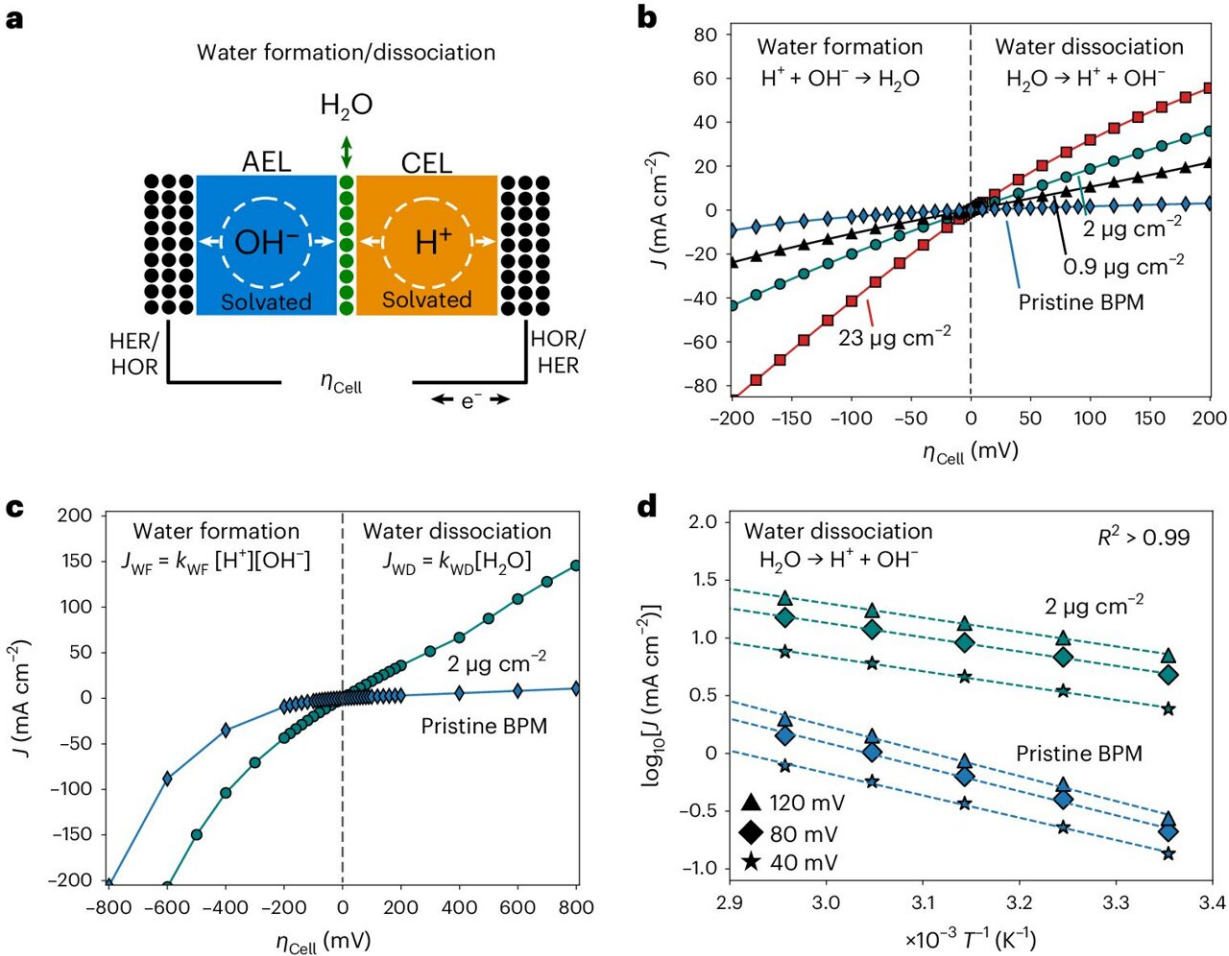 a
Water formation/dissociation
H₂O
AEL
CEL
OH⁻
H⁺
Solvated
Solvated
HER/
HOR
HOR/
HER
η_Cell
e⁻
b
Water formation
H⁺ + OH⁻ → H₂O
Water dissociation
H₂O → H⁺ + OH⁻
80
60
40
20
0
−20
−40
−60
−80
J (mA cm⁻²)
2 μg cm⁻²
0.9 μg cm⁻²
Pristine BPM
23 μg cm⁻²
−200 −150 −100 −50 0 50 100 150 200
η_Cell (mV)
c
Water formation
J_WF = k_WF [H⁺][OH⁻]
Water dissociation
J_WD = k_WD[H₂O]
200
150
100
50
0
−50
−100
−150
−200
J (mA cm⁻²)
2 μg cm⁻²
Pristine BPM
−800 −600 −400 −200 0 200 400 600 800
η_Cell (mV)
d
Water dissociation
H₂O → H⁺ + OH⁻
R² > 0.99
2.0
1.5
1.0
0.5
0
−0.5
−1.0
log₁₀[J (mA cm⁻²)]
2 μg cm⁻²
Pristine BPM
120 mV
80 mV
40 mV
2.9 3.0 3.1 3.2 3.3 3.4
×10⁻³ T⁻¹ (K⁻¹)